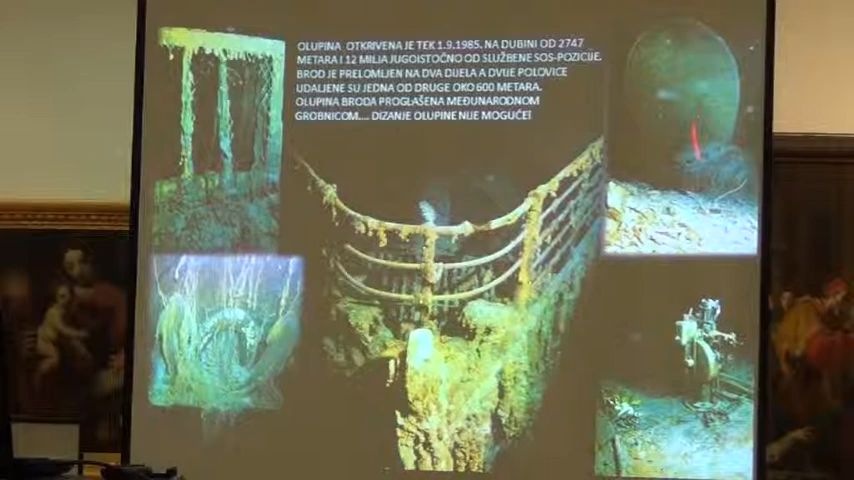 OLUPINA OTKRIVENA JE TEK 1.9.1985. NA DUBINI OD 2747
METARA I 12 MILJA JUGOISTOČNO OD SLUŽBENE SOS-POZICIJE.
BROD JE PRELOMLJEN NA DVA DIJELA A DVIJE POLOVICE
UDALJENE SU JEDNA OD DRUGE OKO 600 METARA.
OLUPINA BRODA PROGLAŠENA MEĐUNARODNOM
GROBNICOM.... DIZANJE OLUPINE NIJE MOGUĆE!